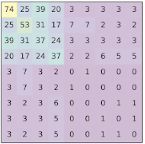 74 25 39 20 3 3 3 3 3
25 53 31 17 7 7 2 3 2
39 31 37 24 3 3 3 3 3
20 17 24 37 2 2 6 5 5
3 7 3 2 0 1 0 0 0
3 7 3 2 1 0 0 0 0
3 2 3 6 0 0 0 1 1
3 3 3 5 0 0 1 0 1
3 2 3 5 0 0 1 1 0